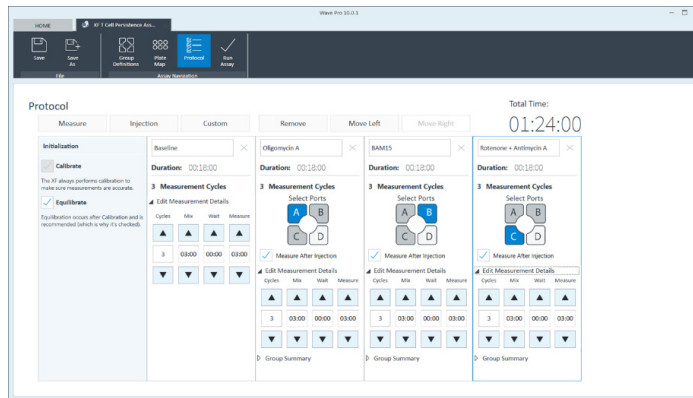 Wave Pro 10.0.1
HOME
XF T Cell Persistence Ass...
Save
Save As
Group Definitions
Plate Map
Protocol
Run Assay
File
Assay Navigation
Protocol
Total Time:
01:24:00
Measure
Injection
Custom
Remove
Move Left
Move Right
Initialization
Calibrate
The XF always performs calibration to
make sure measurements are accurate.
Equilibrate
Equilibration occurs after Calibration and is
recommended (which is why it's checked).
Baseline
Duration: 00:18:00
3 Measurement Cycles
Edit Measurement Details
Cycles Mix Wait Measure
3 03:00 00:00 03:00
Oligomycin A
Duration: 00:18:00
3 Measurement Cycles
Select Ports
A B
C D
Measure After Injection
Edit Measurement Details
Cycles Mix Wait Measure
3 03:00 00:00 03:00
Group Summary
BAM15
Duration: 00:18:00
3 Measurement Cycles
Select Ports
A B
C D
Measure After Injection
Edit Measurement Details
Cycles Mix Wait Measure
3 03:00 00:00 03:00
Group Summary
Rotenone + Antimycin A
Duration: 00:18:00
3 Measurement Cycles
Select Ports
A B
C D
Measure After Injection
Edit Measurement Details
Cycles Mix Wait Measure
3 03:00 00:00 03:00
Group Summary